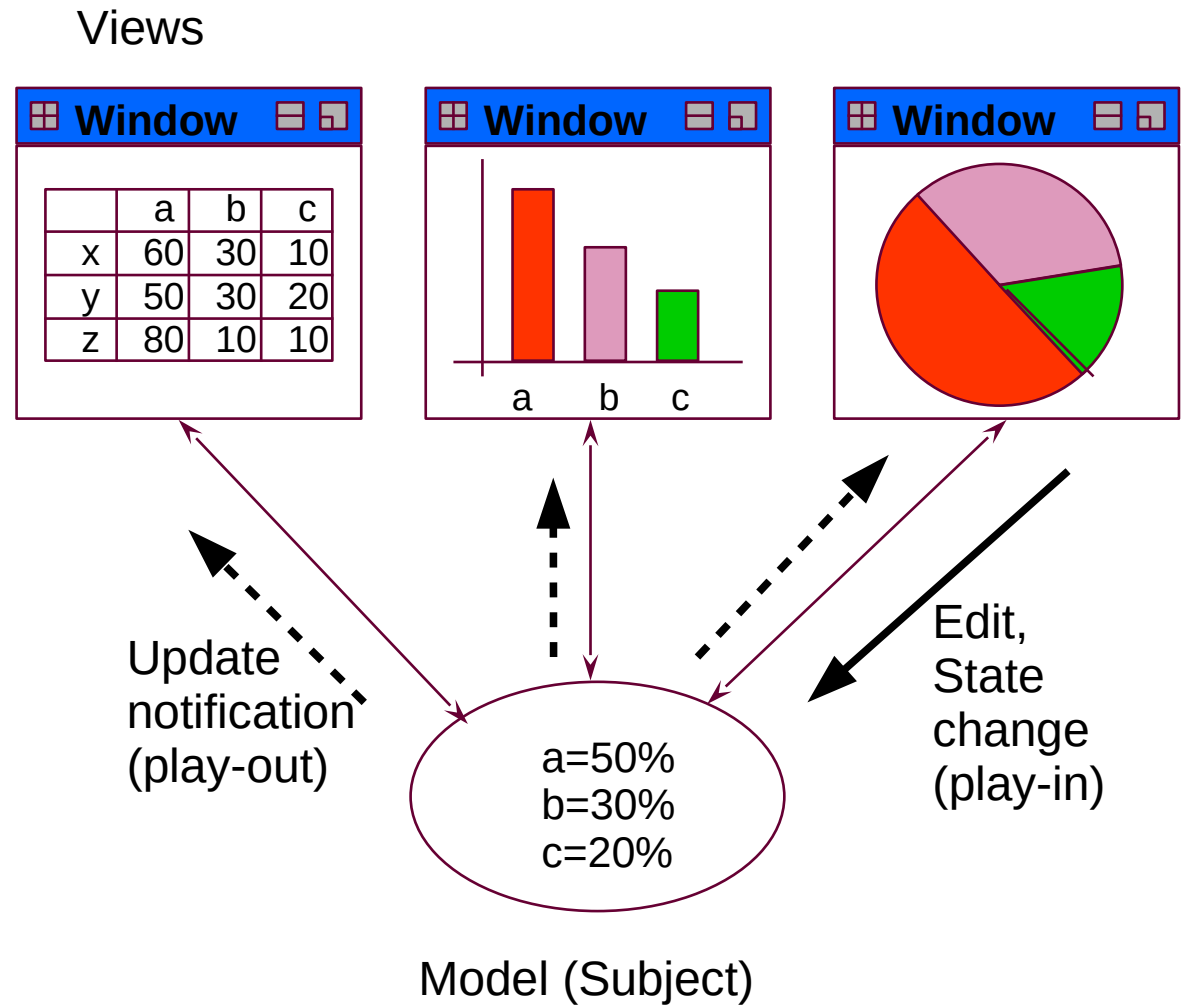 Views
Window
a b c
x 60 30 10
y 50 30 20
z 80 10 10
Window
a b c
Window
Update
notification
(play-out)
Edit,
State
change
(play-in)
a=50%
b=30%
c=20%
Model (Subject)